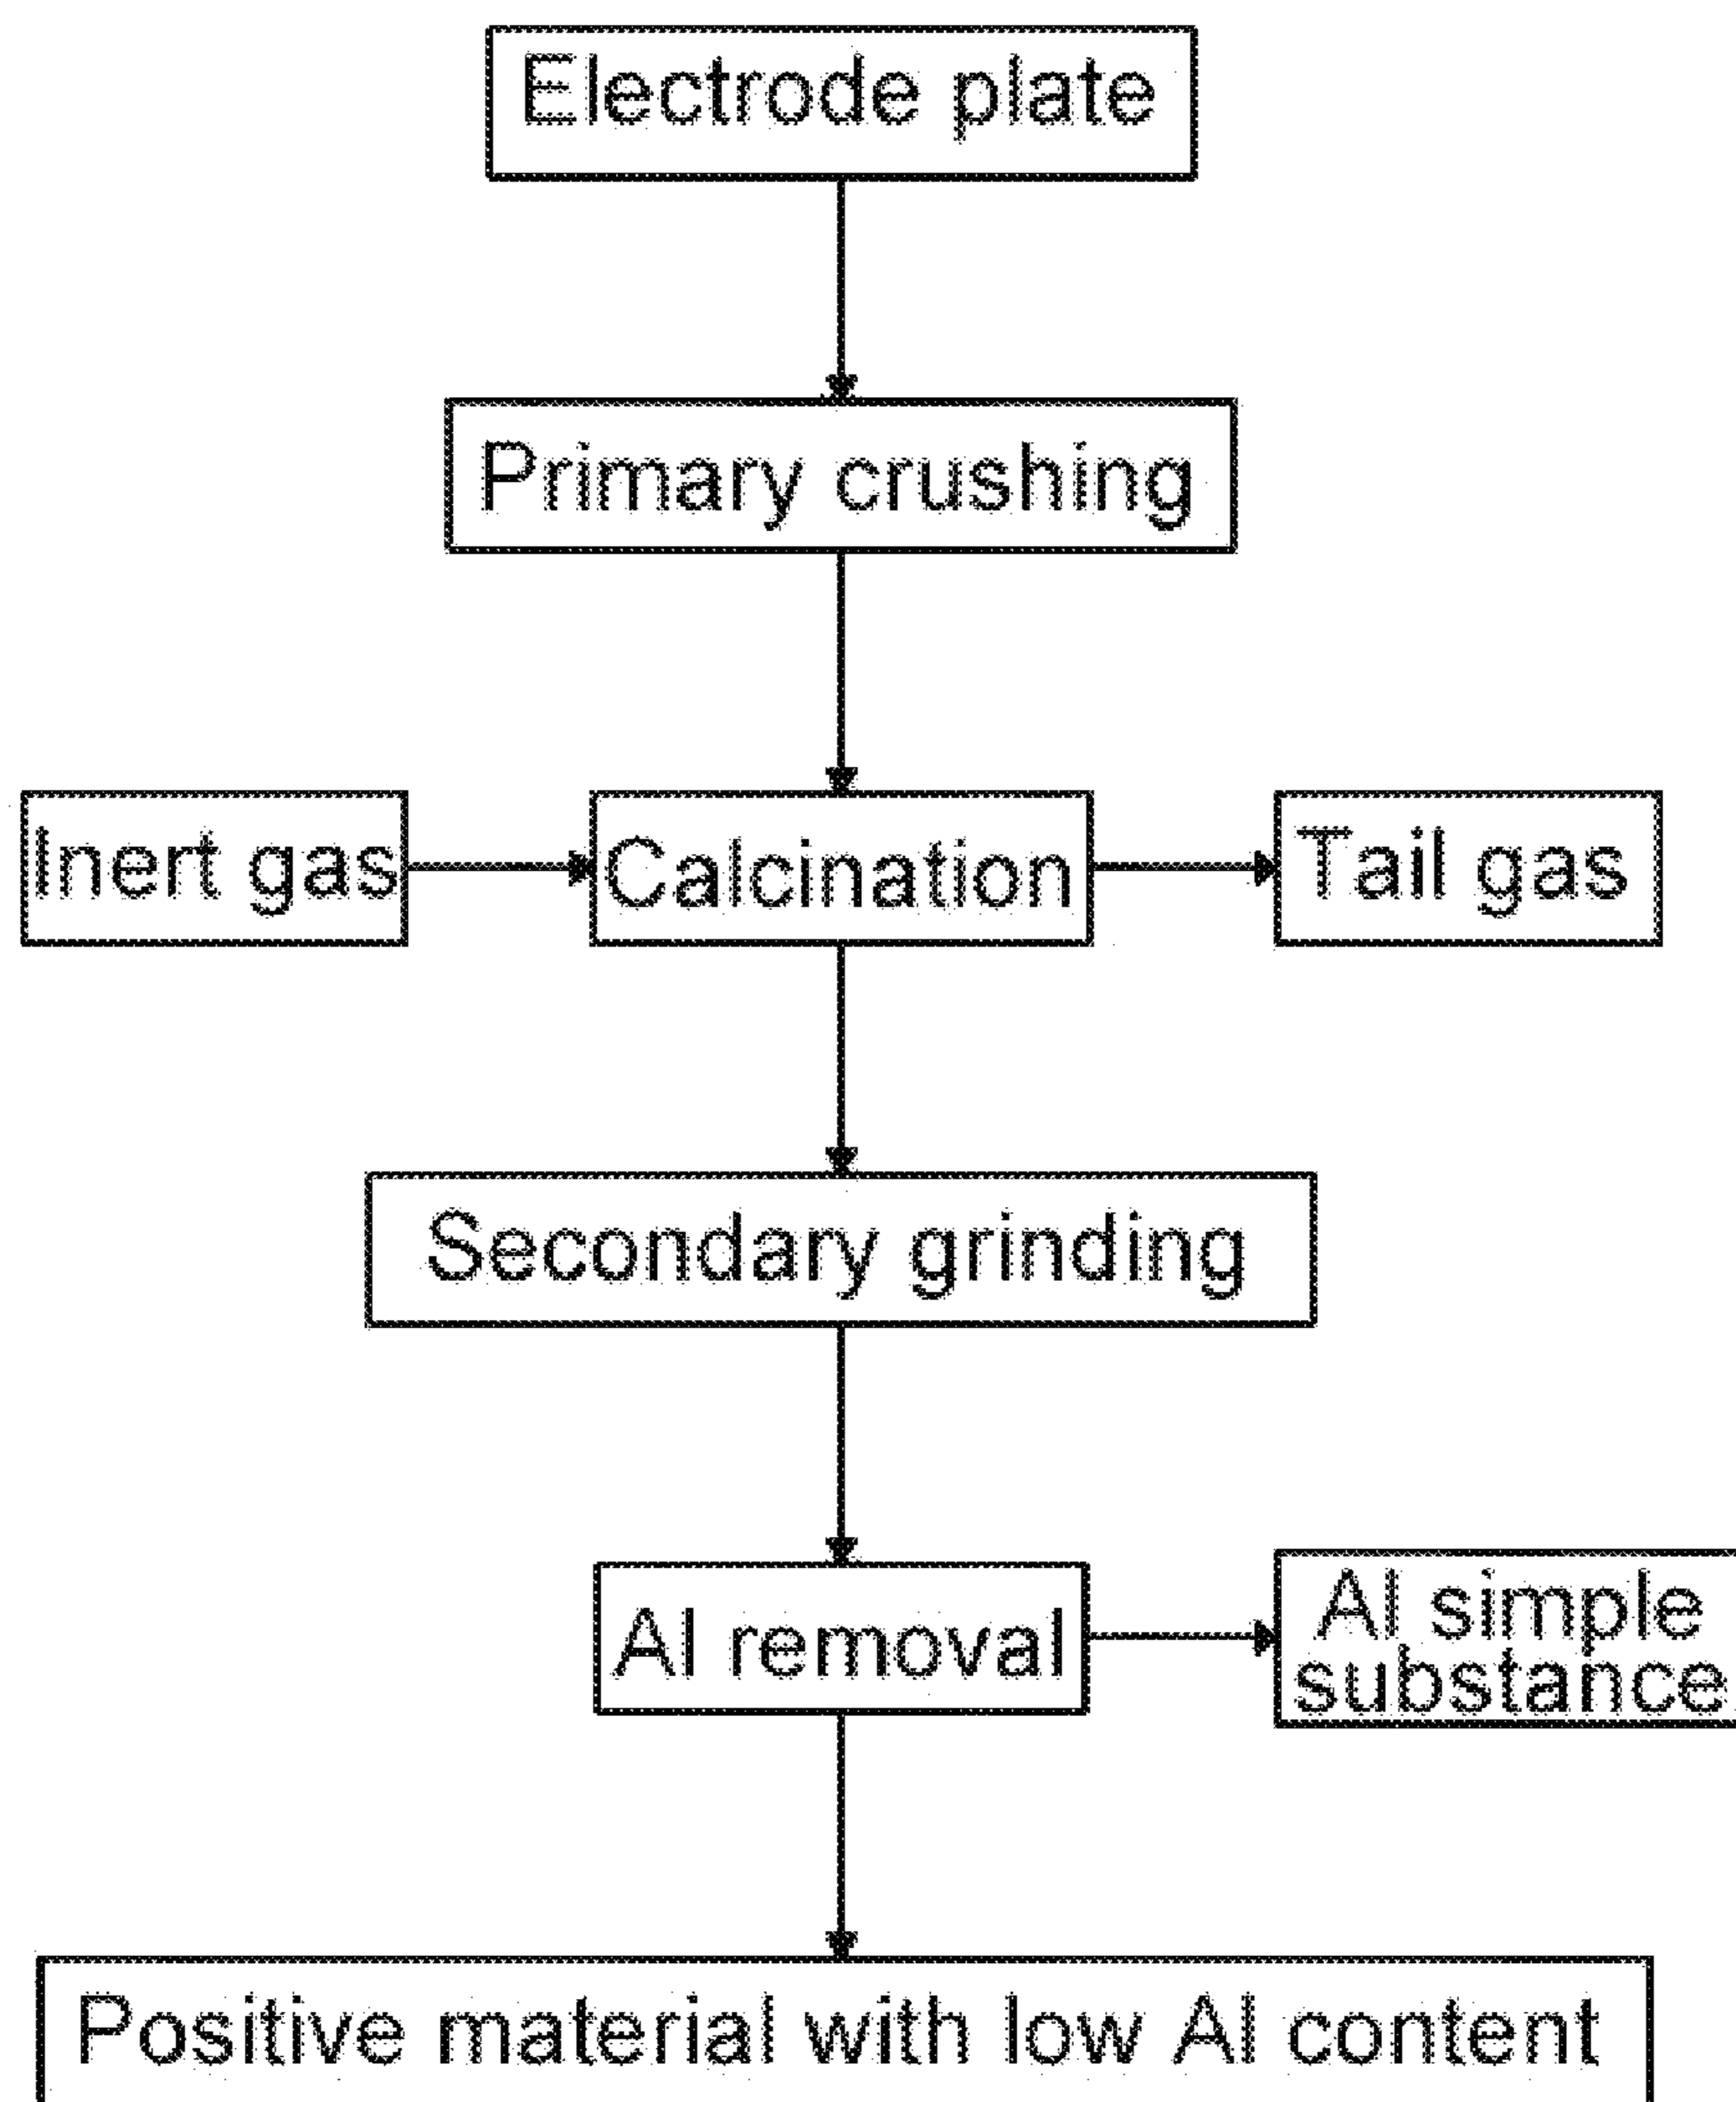 Electrode plate
Primary crushing
Inert gas
Calcination
Tail gas
Secondary grinding
Al removal
Al simple
substance
Positive material with low Al content